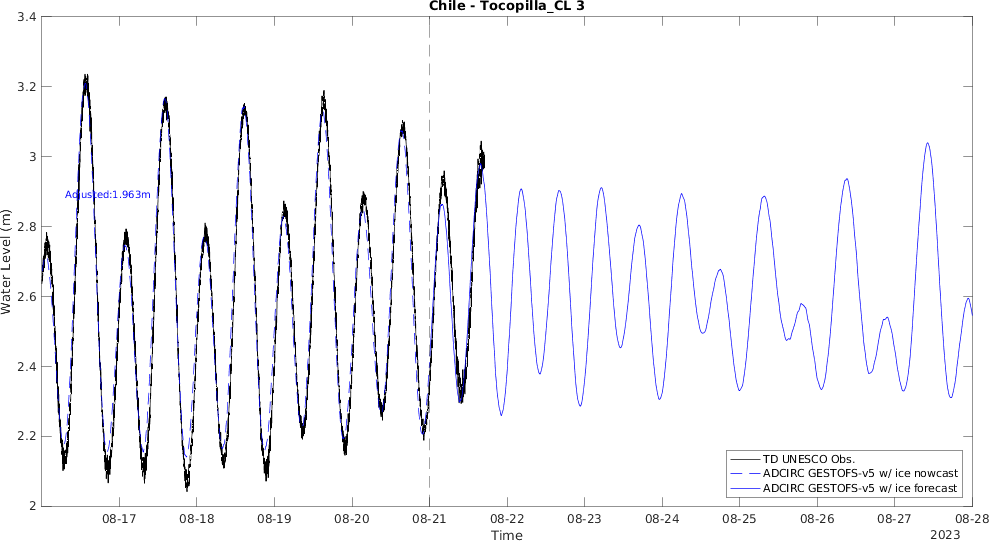 Chile - Tocopilla_CL 3
3.4
3.2
3
2.8
2.6
2.4
2.2
2
Water Level (m)
Adjusted:1.963m
TD UNESCO Obs.
ADCIRC GESTOFS-v5 w/ ice nowcast
ADCIRC GESTOFS-v5 w/ ice forecast
08-17 08-18 08-19 08-20 08-21 08-22 08-23 08-24 08-25 08-26 08-27 08-28
Time
2023